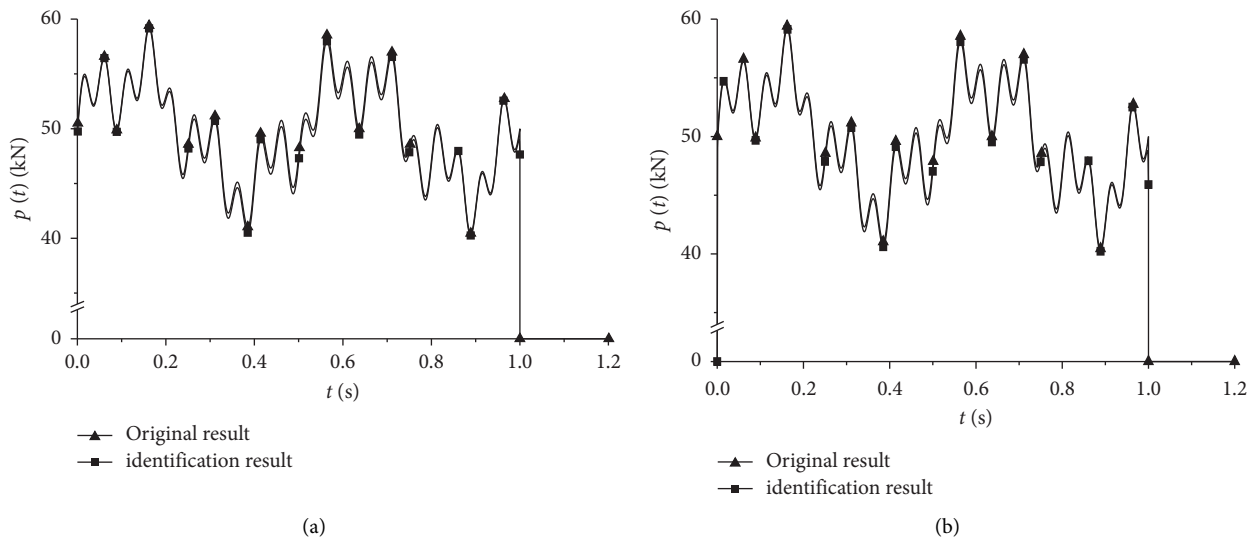 60
50
40
0
p (t) (kN)
0.0 0.2 0.4 0.6 0.8 1.0 1.2
t (s)
Original result
identification result
(a)
60
50
40
0
p (t) (kN)
0.0 0.2 0.4 0.6 0.8 1.0 1.2
t (s)
Original result
identification result
(b)